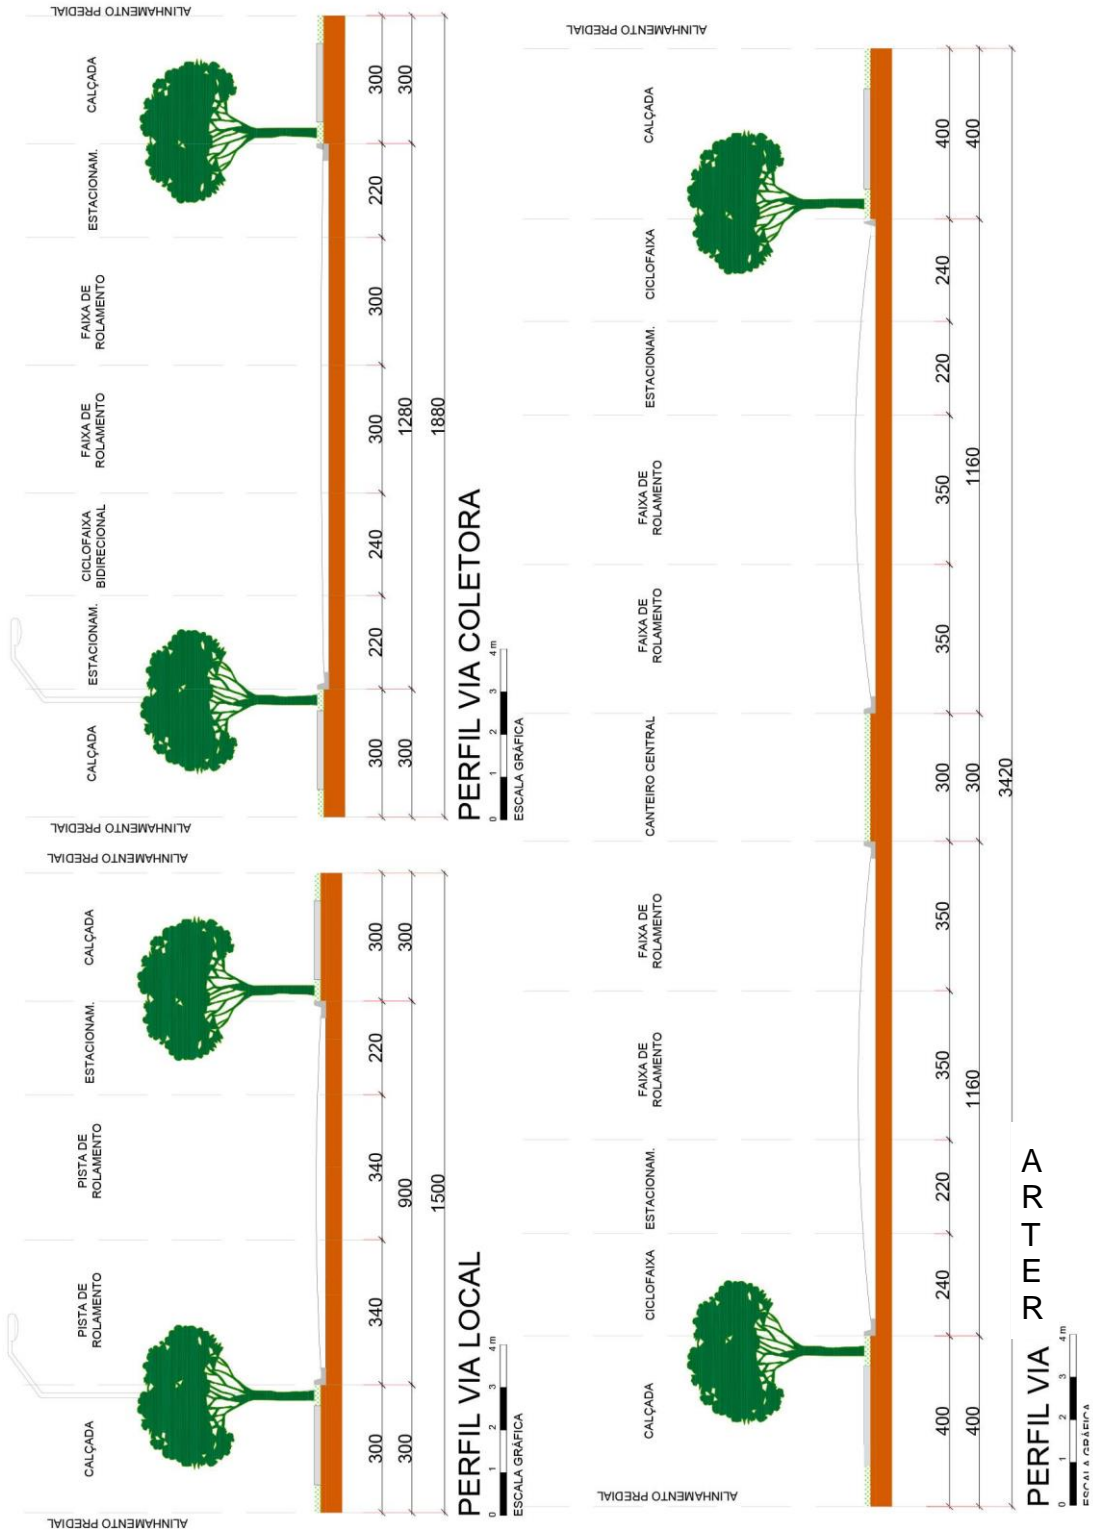 ALINHAMENTO PREDIAL
CALÇADA
ESTACIONAM.
CICLOFAIXA
BIDIRECIONAL
FAIXA DE
ROLAMENTO
FAIXA DE
ROLAMENTO
ESTACIONAM.
CALÇADA
ALINHAMENTO PREDIAL
300 220 240 300 300 220 300
300 1280 300
1880
PERFIL VIA COLETORA
0 1 2 3 4 m
ESCALA GRÁFICA
ALINHAMENTO PREDIAL
CALÇADA
PISTA DE
ROLAMENTO
PISTA DE
ROLAMENTO
ESTACIONAM.
CALÇADA
ALINHAMENTO PREDIAL
300 340 340 220 300
300 900 300
1500
PERFIL VIA LOCAL
0 1 2 3 4 m
ESCALA GRÁFICA
ALINHAMENTO PREDIAL
CALÇADA
CICLOFAIXA
ESTACIONAM.
FAIXA DE
ROLAMENTO
FAIXA DE
ROLAMENTO
CANTEIRO CENTRAL
FAIXA DE
ROLAMENTO
FAIXA DE
ROLAMENTO
ESTACIONAM.
CICLOFAIXA
CALÇADA
ALINHAMENTO PREDIAL
400 240 220 350 350 300 350 350 220 240 400
400 1160 300 1160 400
3420
PERFIL VIA
A
R
T
E
R
0 1 2 3 4 m
ESCALA GRÁFICA